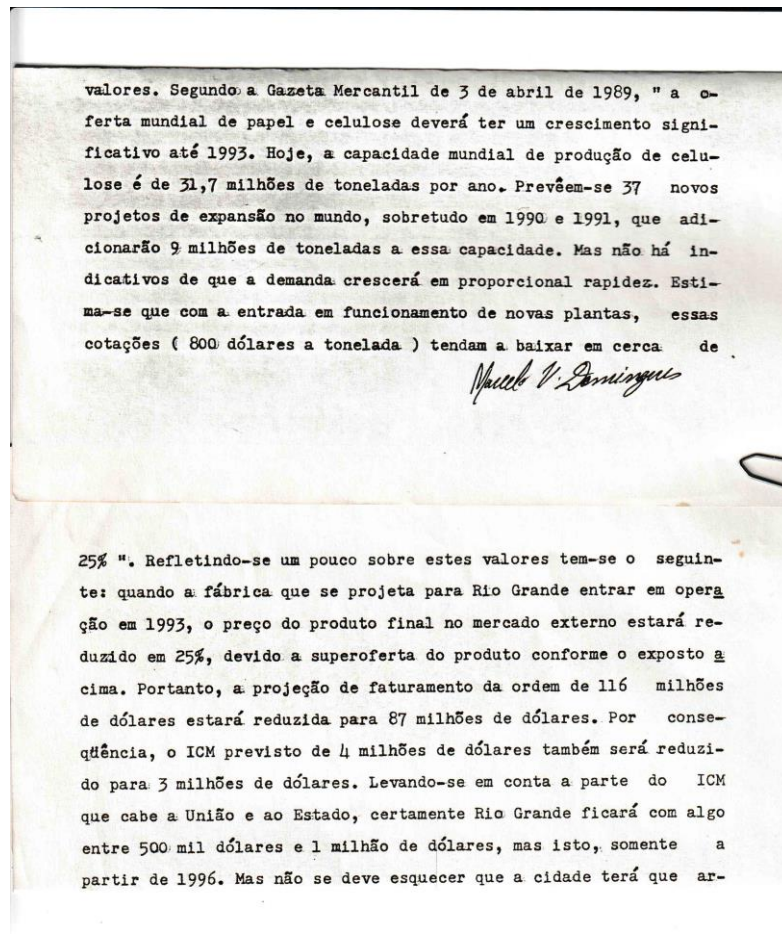 valores. Segundo a Gazeta Mercantil de 3 de abril de 1989, " a o-
ferta mundial de papel e celulose deverá ter um crescimento signi-
ficativo até 1993. Hoje, a capacidade mundial de produção de celu-
lose é de 31,7 milhões de toneladas por ano. Prevêem-se 37 novos
projetos de expansão no mundo, sobretudo em 1990 e 1991, que adi-
cionarão 9 milhões de toneladas a essa capacidade. Mas não há in-
dicativos de que a demanda crescerá em proporcional rapidez. Esti-
ma-se que com a entrada em funcionamento de novas plantas, essas
cotações ( 800 dólares a tonelada ) tendam a baixar em cerca de
Marcelo V. Domingues
25% ". Refletindo-se um pouco sobre estes valores tem-se o seguin-
te: quando a fábrica que se projeta para Rio Grande entrar em opera
ção em 1993, o preço do produto final no mercado externo estará re-
duzido em 25%, devido a superoferta do produto conforme o exposto a
cima. Portanto, a projeção de faturamento da ordem de 116 milhões
de dólares estará reduzida para 87 milhões de dólares. Por conse-
qüência, o ICM previsto de 4 milhões de dólares também será reduzi-
do para 3 milhões de dólares. Levando-se em conta a parte do ICM
que cabe a União e ao Estado, certamente Rio Grande ficará com algo
entre 500 mil dólares e 1 milhão de dólares, mas isto, somente a
partir de 1996. Mas não se deve esquecer que a cidade terá que ar-